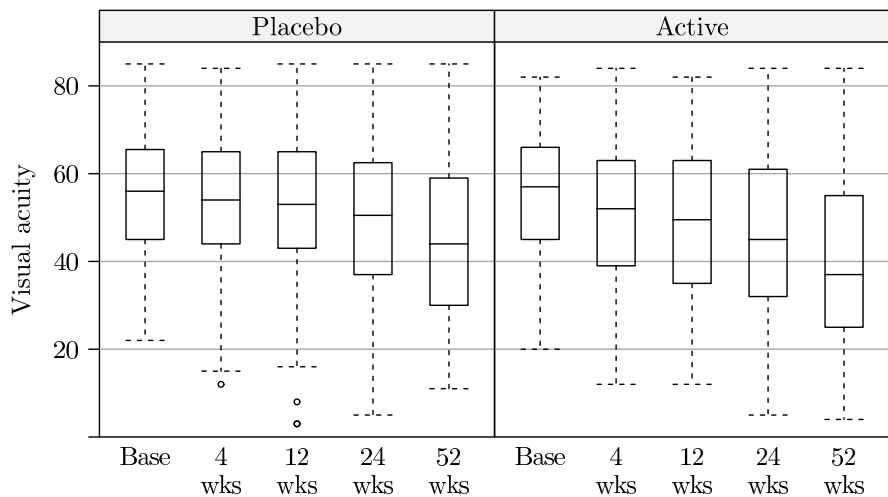 Placebo
Active
Visual acuity
80
60
40
20
Base 4 12 24 52 Base 4 12 24 52
wks wks wks wks wks wks wks wks